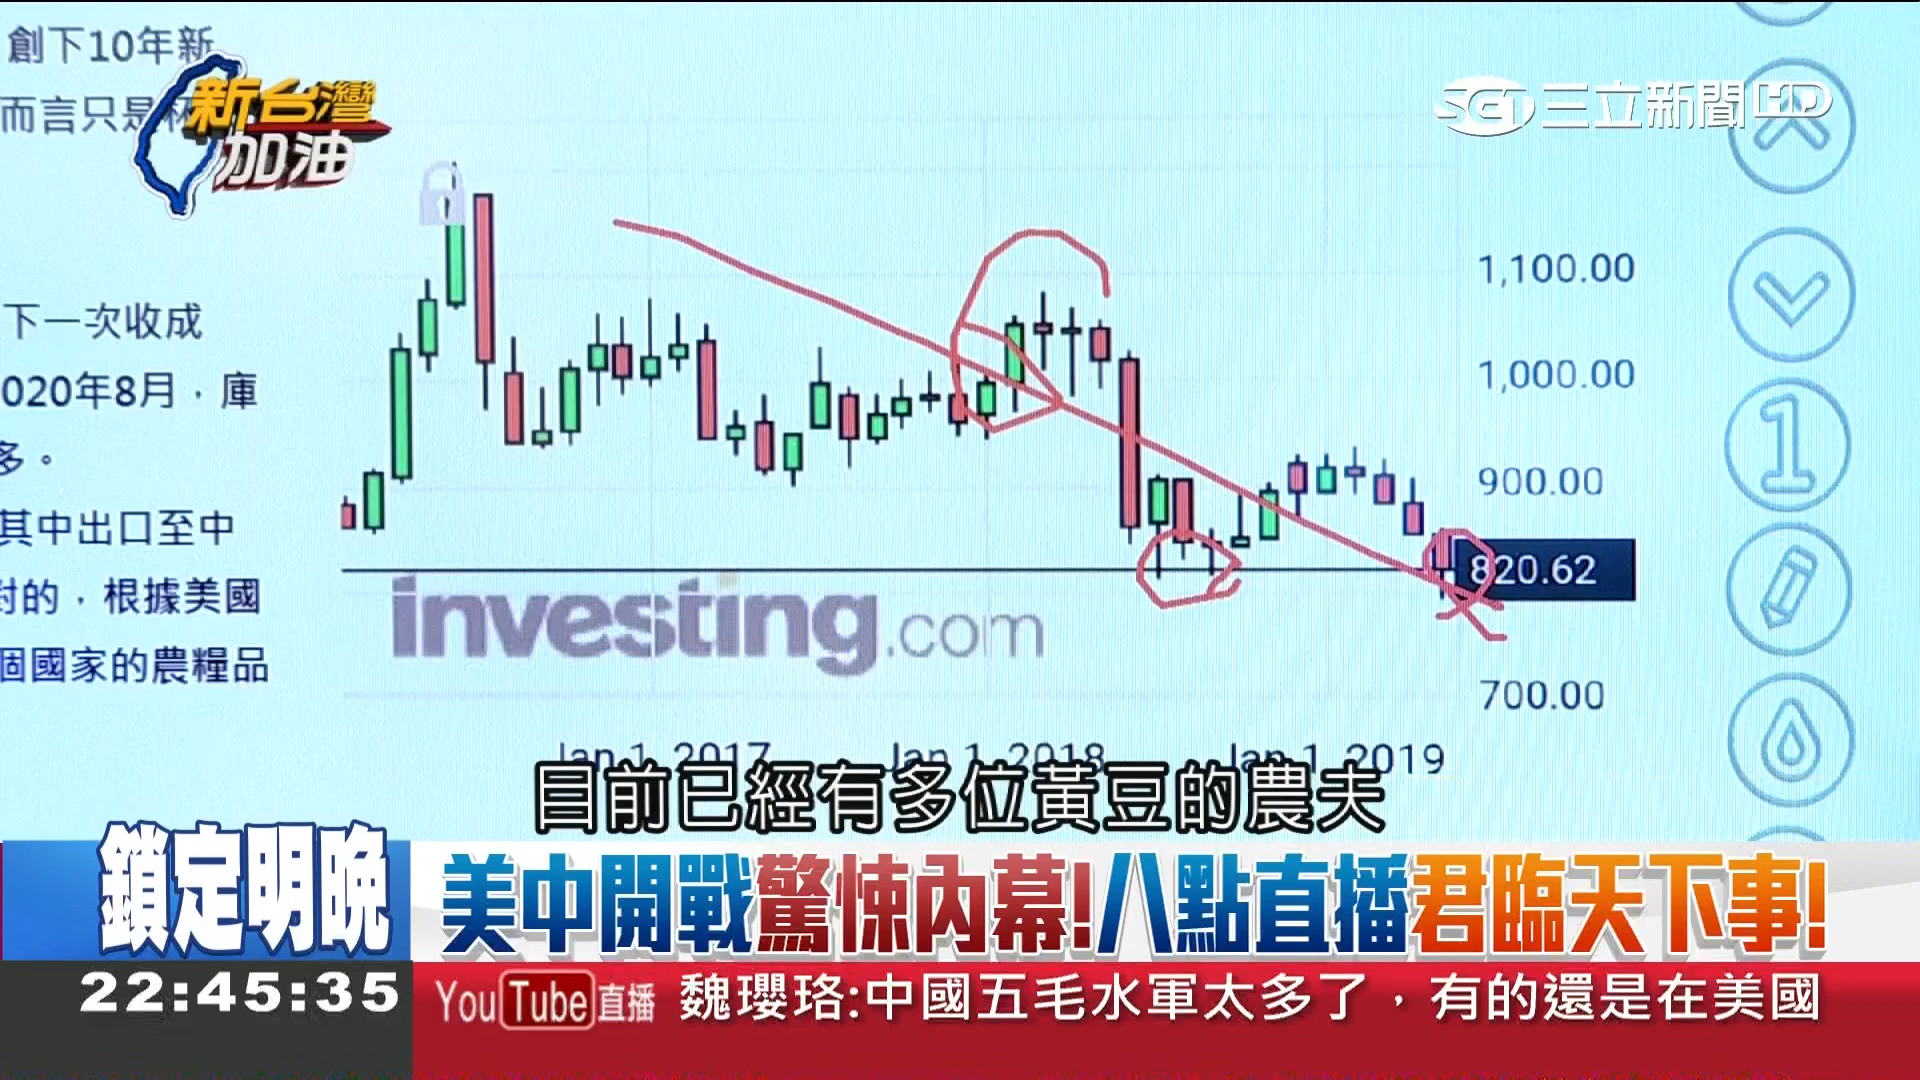 創下10年新
而言只是杯
新台灣
加油
SET三立新聞HD
下一次收成
020年8月，庫
多。
其中出口至中
對的，根據美國
個國家的農糧品
1,100.00
1,000.00
900.00
820.62
700.00
1
investing.com
Jan 1, 2017
Jan 1, 2018
Jan 1, 2019
目前已經有多位黃豆的農夫
鎖定明晚
美中開戰驚悚內幕!八點直播君臨天下事!
22:45:35
YouTube直播
魏瓔珞:中國五毛水軍太多了，有的還是在美國